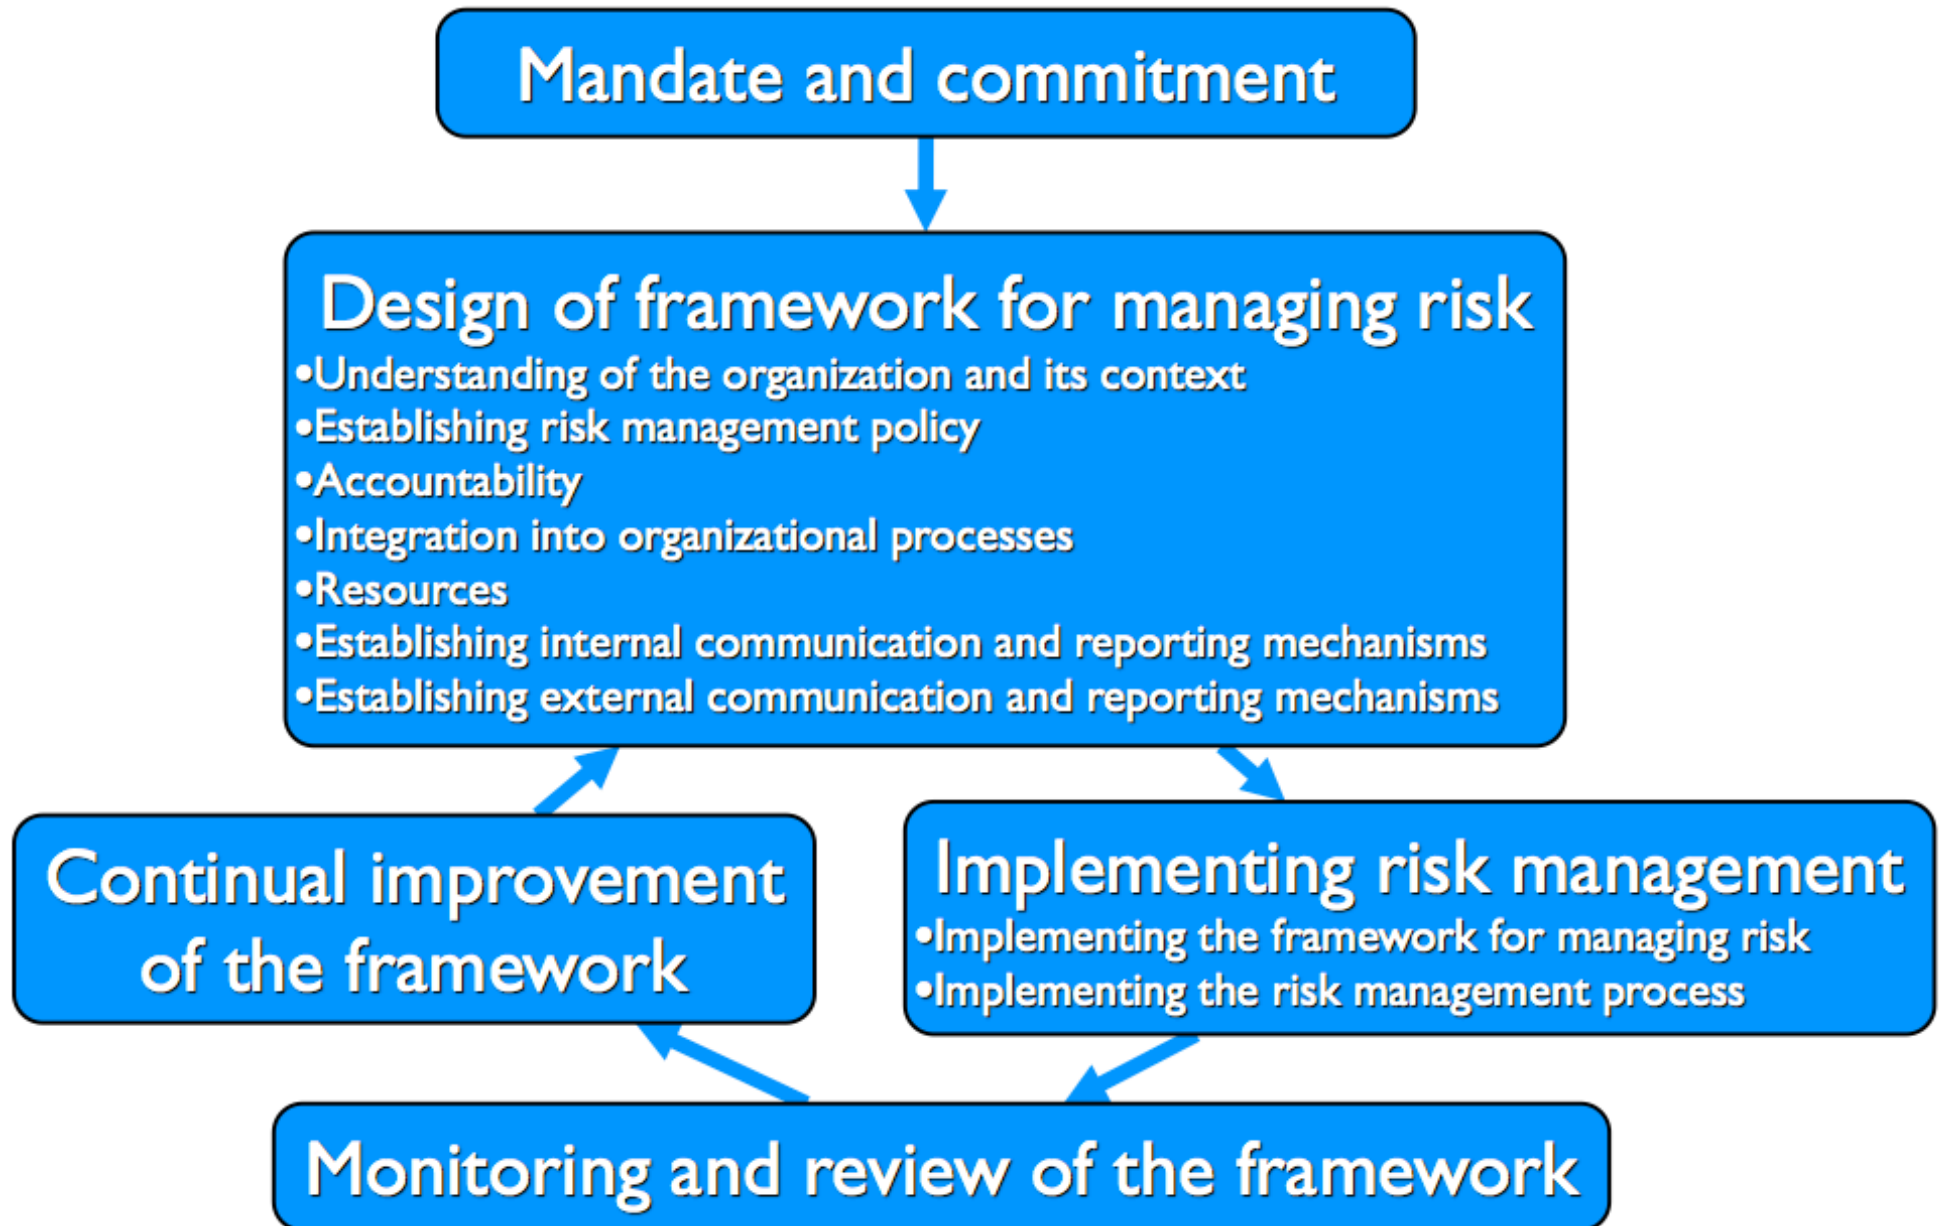 Mandate and commitment
Design of framework for managing risk
•Understanding of the organization and its context
•Establishing risk management policy
•Accountability
•Integration into organizational processes
•Resources
•Establishing internal communication and reporting mechanisms
•Establishing external communication and reporting mechanisms
Continual improvement
of the framework
Implementing risk management
•Implementing the framework for managing risk
•Implementing the risk management process
Monitoring and review of the framework